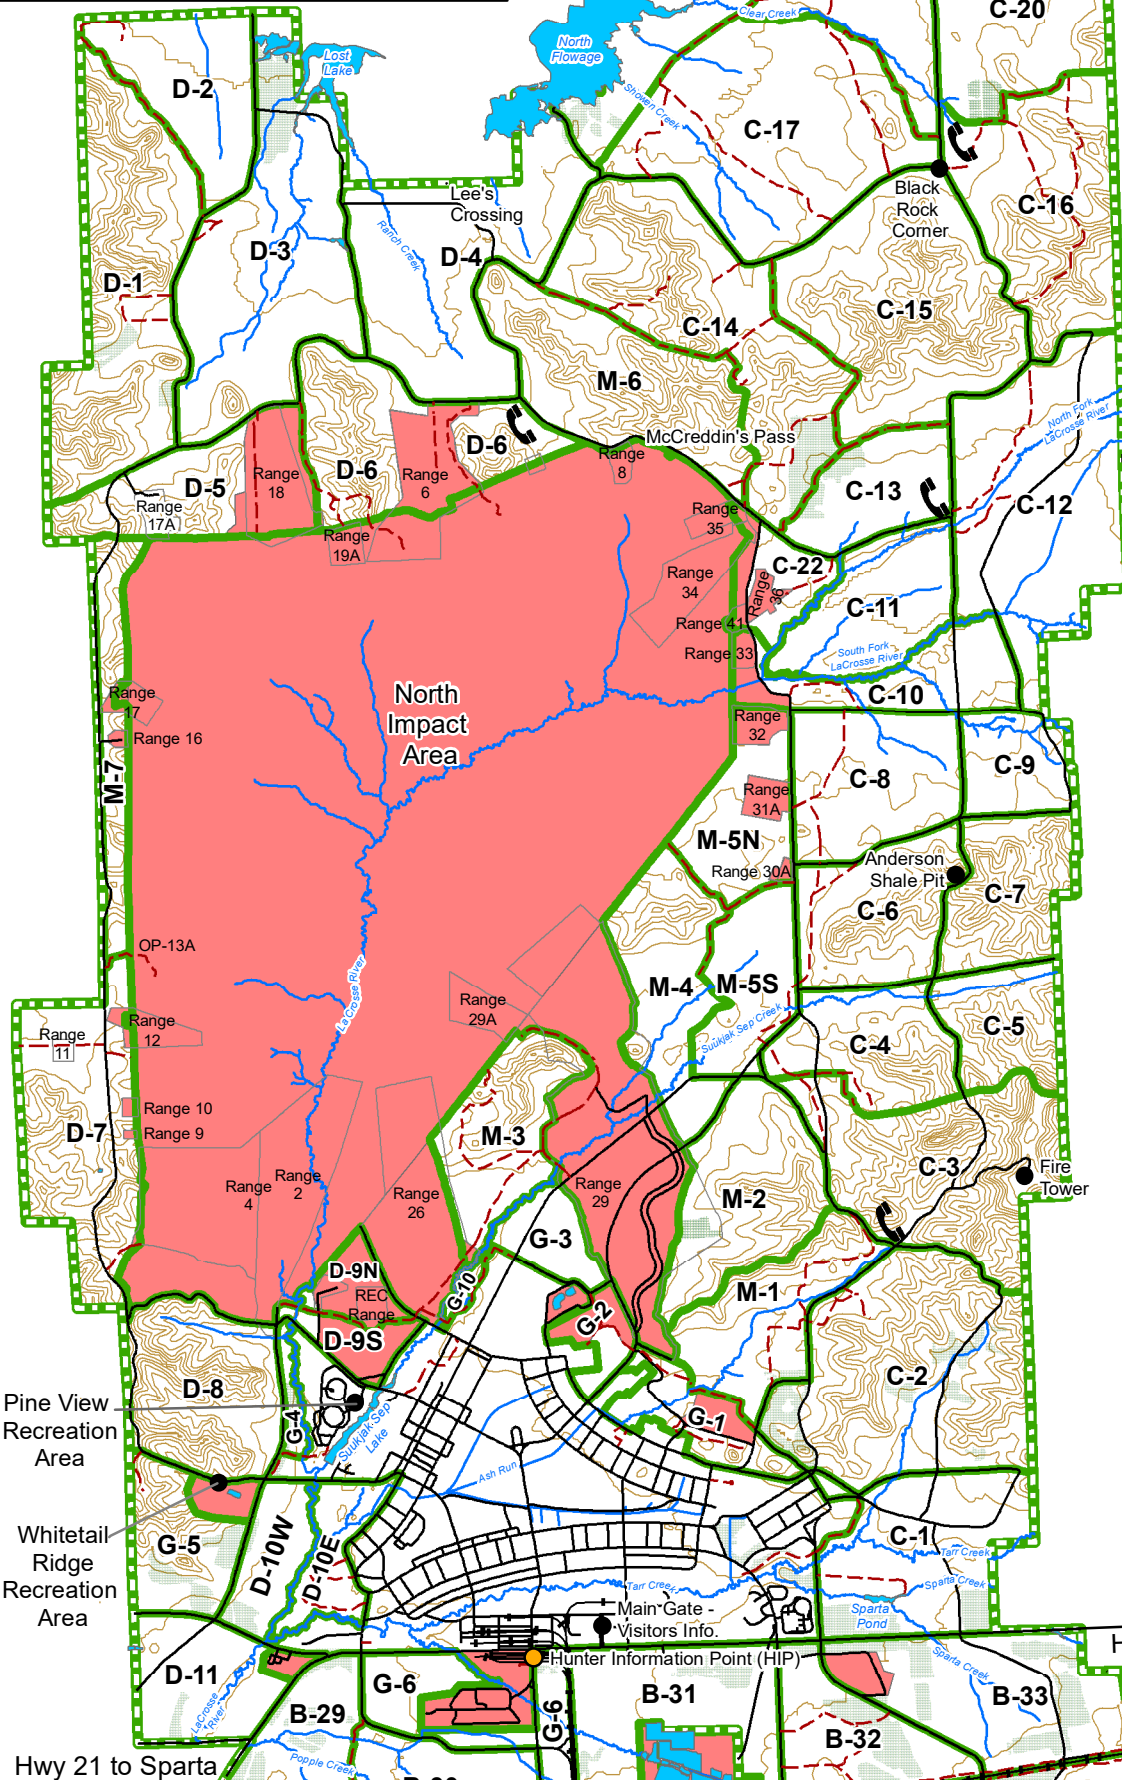 C-20
Clear Creek
North
Flowage
Lost
Lake
D-2
Showen Creek
C-17
Lee's
Crossing
Black
Rock
Corner
C-16
Ranch Creek
D-3
D-4
D-1
C-15
C-14
M-6
McCreddin's Pass
North Fork
LaCrosse River
D-6
Range
8
D-6
Range
6
Range
18
D-5
Range
17A
C-13
C-12
Range
35
Range
19A
C-22
Range
34
Range
36
C-11
Range 41
Range 33
South Fork
LaCrosse River
C-10
North
Impact
Area
Range
17
Range 16
Range
32
M-7
C-8
C-9
Range
31A
M-5N
Range 30A
Anderson
Shale Pit
C-7
C-6
OP-13A
M-4
M-5S
LaCrosse River
Range
29A
Suukjak Sep Creek
C-5
C-4
Range
12
Range
11
Range 10
Range 9
D-7
M-3
C-3
Fire
Tower
Range
2
Range
4
Range
26
Range
29
M-2
G-3
D-9N
G-10
REC
Range
M-1
G-2
D-9S
D-8
C-2
Pine View
Recreation
Area
G-4
Suukjak Sep
Lake
G-1
Ash Run
Whitetail
Ridge
Recreation
Area
G-5
D-10W
D-10E
C-1
Tarr Creek
Sparta Creek
Tarr Creek
Sparta
Pond
Main Gate -
Visitors Info.
Hunter Information Point (HIP)
H
D-11
Sparta Creek
G-6
B-31
B-33
LaCrosse
River
B-29
G-6
B-32
Hwy 21 to Sparta
Popple Creek